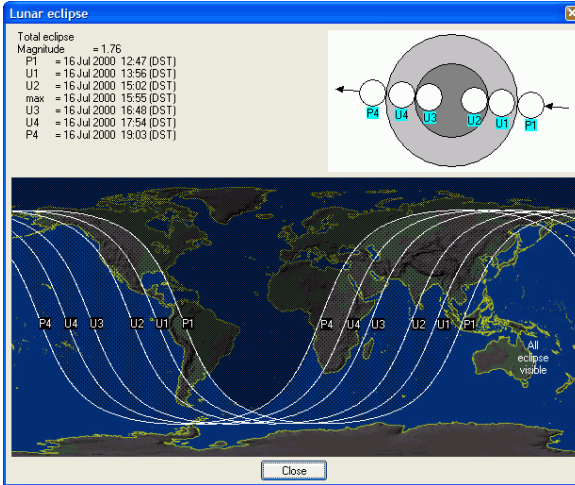 Lunar eclipse
Total eclipse
Magnitude = 1.76
P1 = 16 Jul 2000 12:47 (DST)
U1 = 16 Jul 2000 13:56 (DST)
U2 = 16 Jul 2000 15:02 (DST)
max = 16 Jul 2000 15:55 (DST)
U3 = 16 Jul 2000 16:48 (DST)
U4 = 16 Jul 2000 17:54 (DST)
P4 = 16 Jul 2000 19:03 (DST)
P4 U4 U3 U2 U1 P1
P4 U4 U3 U2 U1 P1 P4 U4 U3 U2 U1 P1
All
eclipse
visible
Close